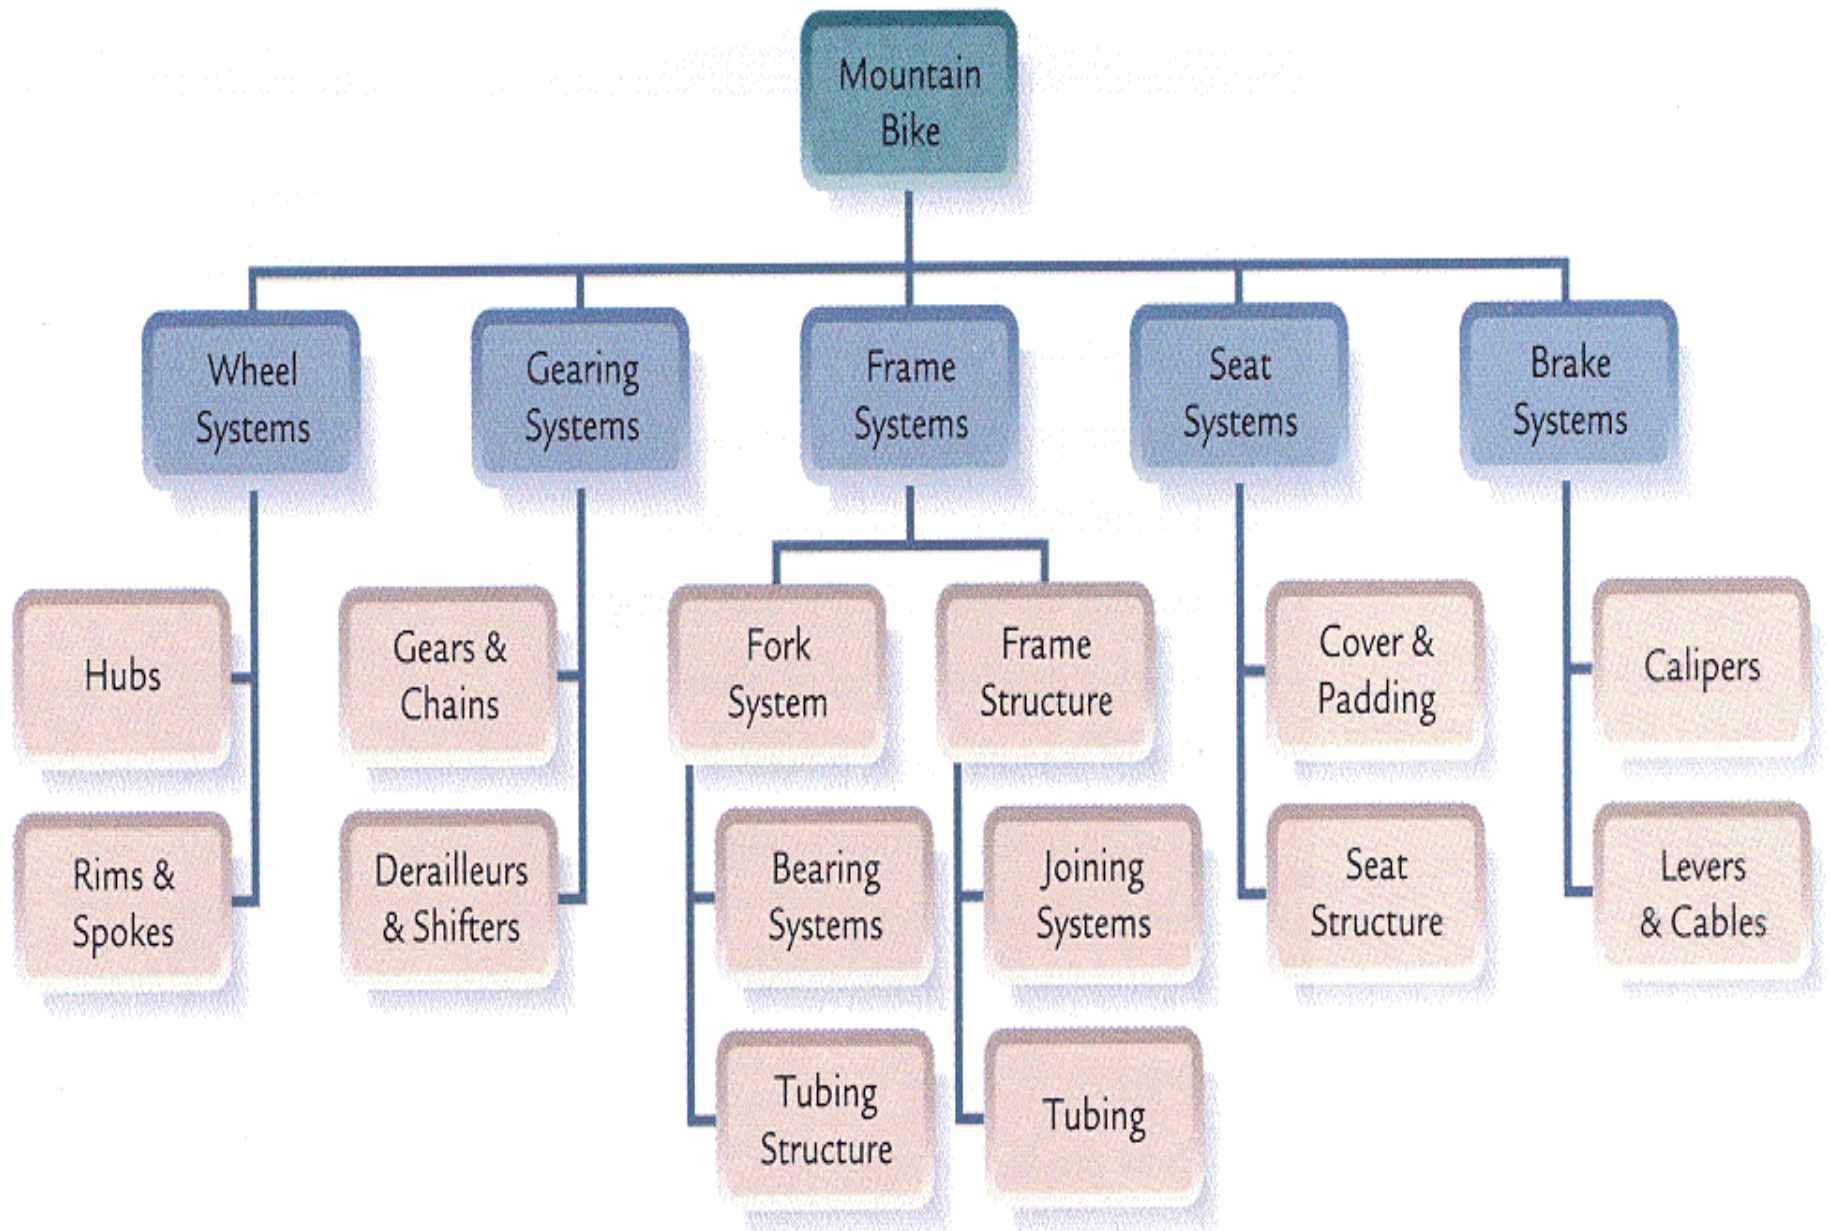 Mountain
Bike
Wheel
Systems
Gearing
Systems
Frame
Systems
Seat
Systems
Brake
Systems
Hubs
Gears &
Chains
Fork
System
Frame
Structure
Cover &
Padding
Calipers
Rims &
Spokes
Derailleurs
& Shifters
Bearing
Systems
Joining
Systems
Seat
Structure
Levers
& Cables
Tubing
Structure
Tubing